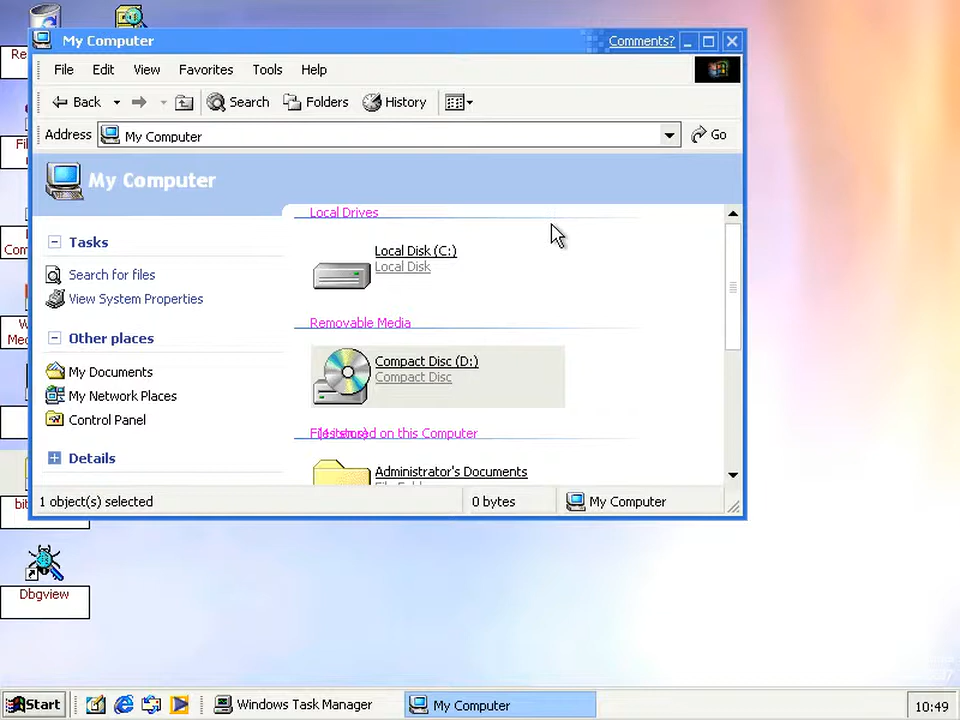 My Computer
Comments?
File Edit View Favorites Tools Help
Back Search Folders History
Address My Computer Go
My Computer
Local Drives
Tasks
Local Disk (C:)
Local Disk
Search for files
View System Properties
Removable Media
Other places
Compact Disc (D:)
Compact Disc
My Documents
My Network Places
Control Panel
stored on this Computer
Details
Administrator's Documents
1 object(s) selected 0 bytes My Computer
Dbgview
Start Windows Task Manager My Computer 10:49